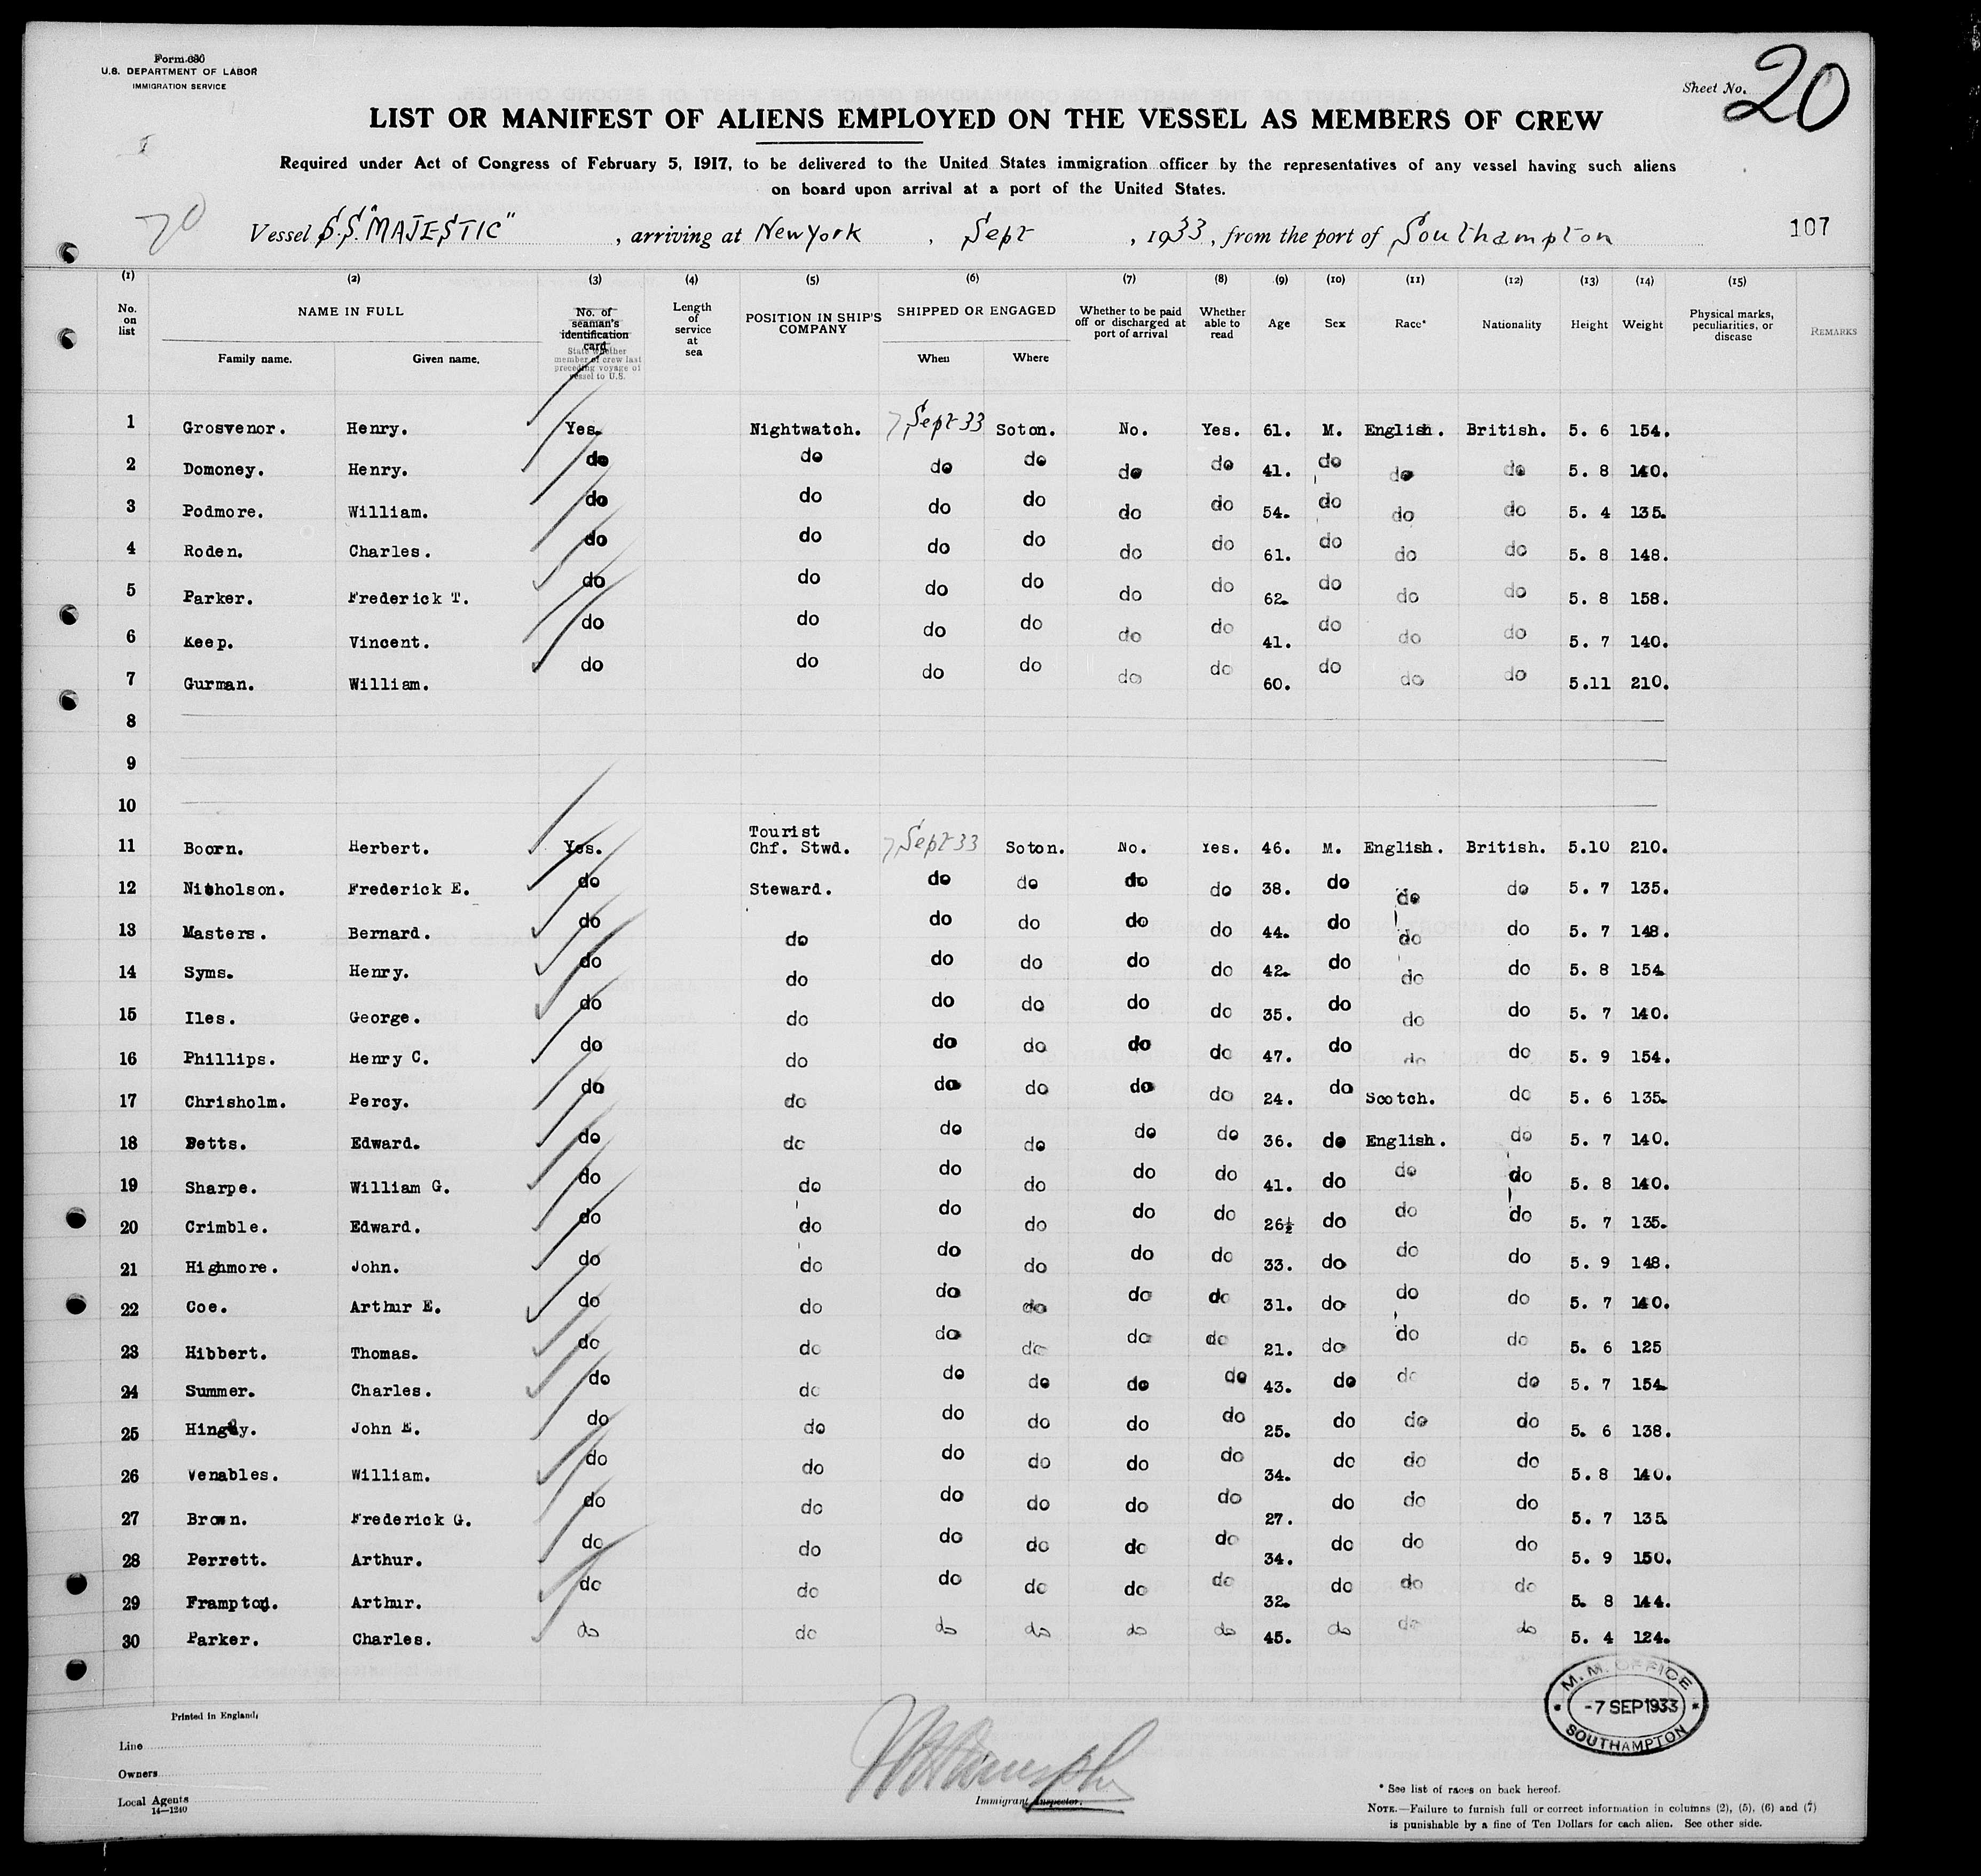 Form 680
U.S. DEPARTMENT OF LABOR
IMMIGRATION SERVICE
Sheet No. 20
LIST OR MANIFEST OF ALIENS EMPLOYED ON THE VESSEL AS MEMBERS OF CREW
Required under Act of Congress of February 5, 1917, to be delivered to the United States immigration officer by the representatives of any vessel having such aliens
on board upon arrival at a port of the United States.
70
Vessel S.S. "MAJESTIC", arriving at New York, Sept, 1933, from the port of Southampton 107
(1) (2) (3) (4) (5) (6) (7) (8) (9) (10) (11) (12) (13) (14) (15)
No. on list NAME IN FULL Family name. Given name. No. of seaman's identification card State whether member of crew last preceding voyage of vessel to U.S. Length of service at sea POSITION IN SHIP'S COMPANY SHIPPED OR ENGAGED When Where Whether to be paid off or discharged at port of arrival Whether able to read Age Sex Race* Nationality Height Weight Physical marks, peculiarities, or disease REMARKS
1 Grosvenor. Henry. Yes. Nightwatch. 7 Sept 33 Soton. No. Yes. 61. M. English. British. 5. 6 154.
2 Domoney. Henry. do do do do do do 41. do do do 5. 8 140.
3 Podmore. William. do do do do do do 54. do do do 5. 4 135.
4 Roden. Charles. do do do do do do 61. do do do 5. 8 148.
5 Parker. Frederick T. do do do do do do 62. do do do 5. 8 158.
6 Keep. Vincent. do do do do do do 41. do do do 5. 7 140.
7 Gurman. William. do do do do do do 60. do do do 5.11 210.
8
9
10
11 Boorn. Herbert. Yes. Tourist Chf. Stwd. 7 Sept 33 Soton. No. Yes. 46. M. English. British. 5.10 210.
12 Nicholson. Frederick E. do Steward. do do do do 38. do do do 5. 7 135.
13 Masters. Bernard. do do do do do do 44. do do do 5. 7 148.
14 Syms. Henry. do do do do do do 42. do do do 5. 8 154
15 Iles. George. do do do do do do 35. do do do 5. 7 140.
16 Phillips. Henry C. do do do do do do 47. do do do 5. 9 154.
17 Chrisholm. Percy. do do do do do do 24. do Scotch. do 5. 6 135.
18 Betts. Edward. do do do do do do 36. do English. do 5. 7 140.
19 Sharpe. William G. do do do do do do 41. do do do 5. 8 140.
20 Crimble. Edward. do do do do do do 26½ do do do 5. 7 135.
21 Highmore. John. do do do do do do 33. do do do 5. 9 148.
22 Coe. Arthur E. do do do do do do 31. do do do 5. 7 140.
23 Hibbert. Thomas. do do do do do do 21. do do do 5. 6 125
24 Summer. Charles. do do do do do do 43. do do do 5. 7 154.
25 John E. do do do do do do 25. do do do 5. 6 138.
26 Venables. William. do do do do do do 34. do do do 5.8 140.
27 Brown. Frederick G. do do do do do do 27. do do do 5. 7 135
28 Perrett. Arthur. do do do do do do 34. do do do 5. 9 150.
29 Frampton. Arthur. do do do do do do 32. do do do 5. 8 144.
30 Parker. Charles. do do do do do do 45. do do do 5. 4 124.
M.M. OFFICE
-7 SEP 1933
SOUTHAMPTON
Printed in England.
Line
Owners
Local Agents
14—1240
Immigrant Inspector.
* See list of races on back hereof.
NOTE.—Failure to furnish full or correct information in columns (2), (5), (6) and (7)
is punishable by a fine of Ten Dollars for each alien. See other side.